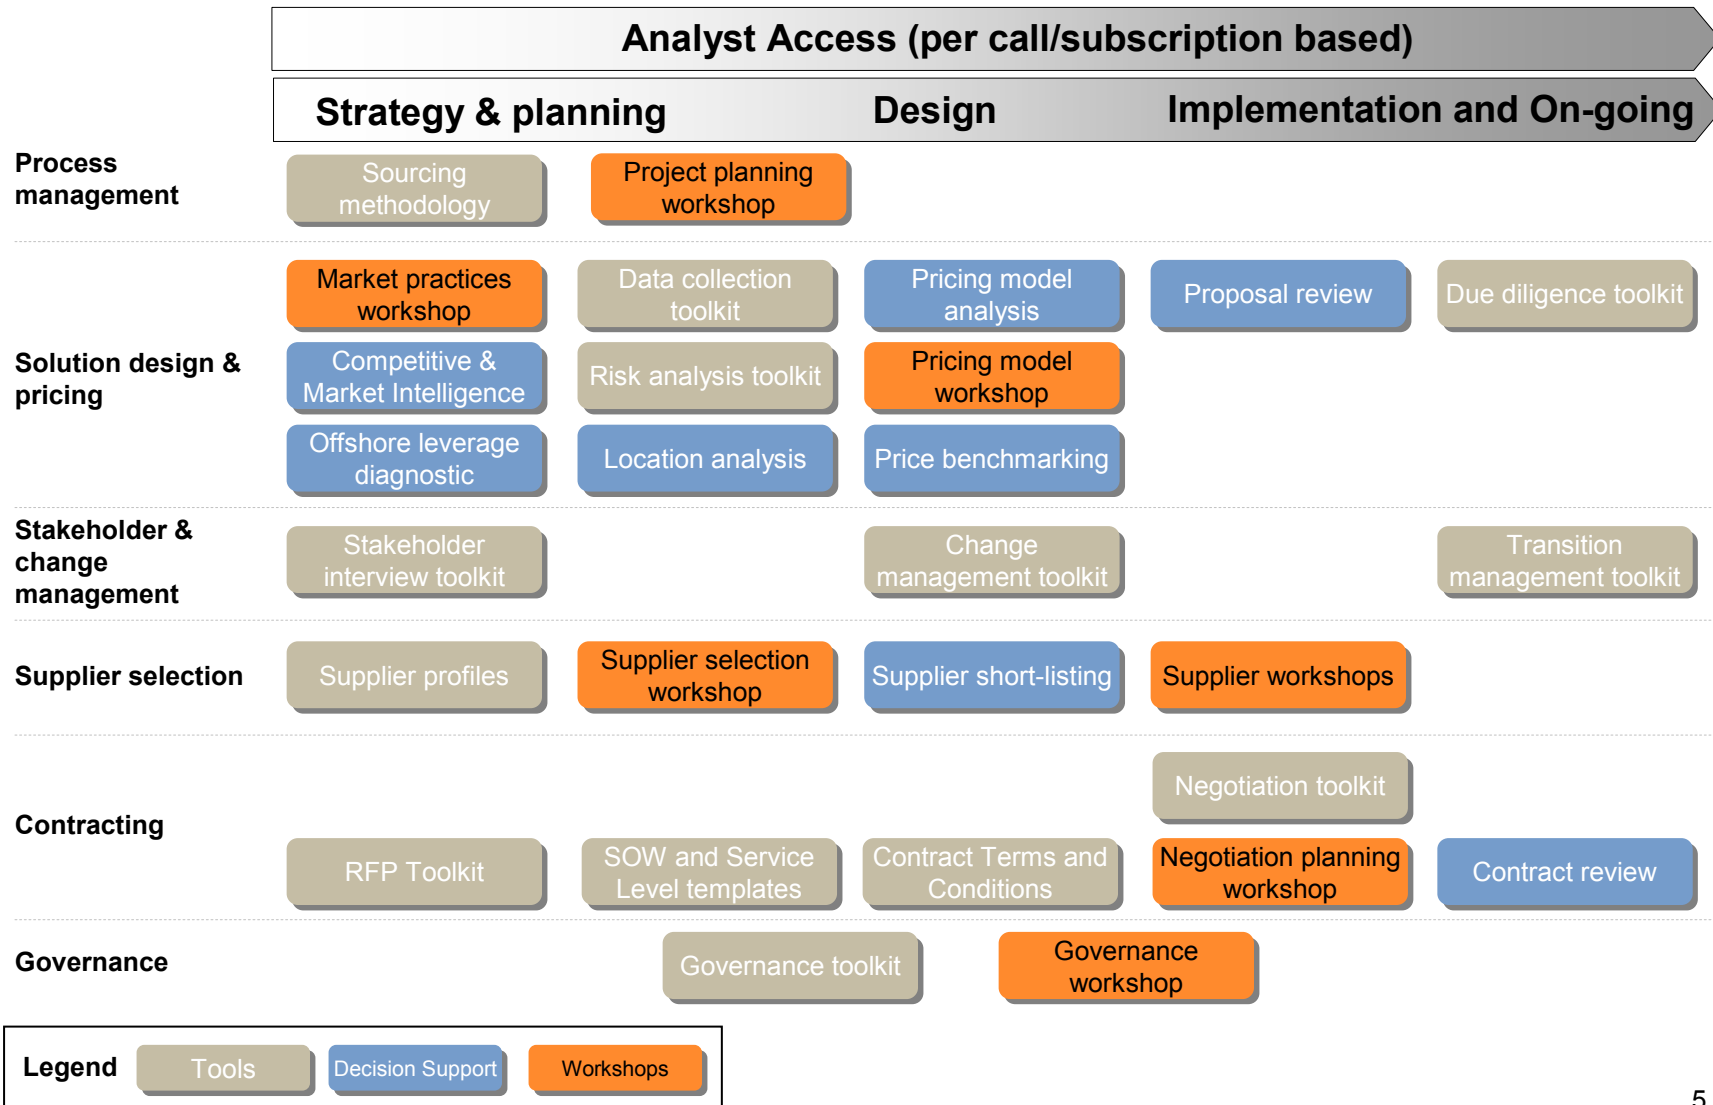 Analyst Access (per call/subscription based)
Strategy & planning
Design
Implementation and On-going
Process
management
Sourcing
methodology
Project planning
workshop
Solution design &
pricing
Market practices
workshop
Data collection
toolkit
Pricing model
analysis
Proposal review
Due diligence toolkit
Competitive &
Market Intelligence
Risk analysis toolkit
Pricing model
workshop
Offshore leverage
diagnostic
Location analysis
Price benchmarking
Stakeholder &
change
management
Stakeholder
interview toolkit
Change
management toolkit
Transition
management toolkit
Supplier selection
Supplier profiles
Supplier selection
workshop
Supplier short-listing
Supplier workshops
Contracting
Negotiation toolkit
RFP Toolkit
SOW and Service
Level templates
Contract Terms and
Conditions
Negotiation planning
workshop
Contract review
Governance
Governance toolkit
Governance
workshop
Legend
Tools
Decision Support
Workshops
5